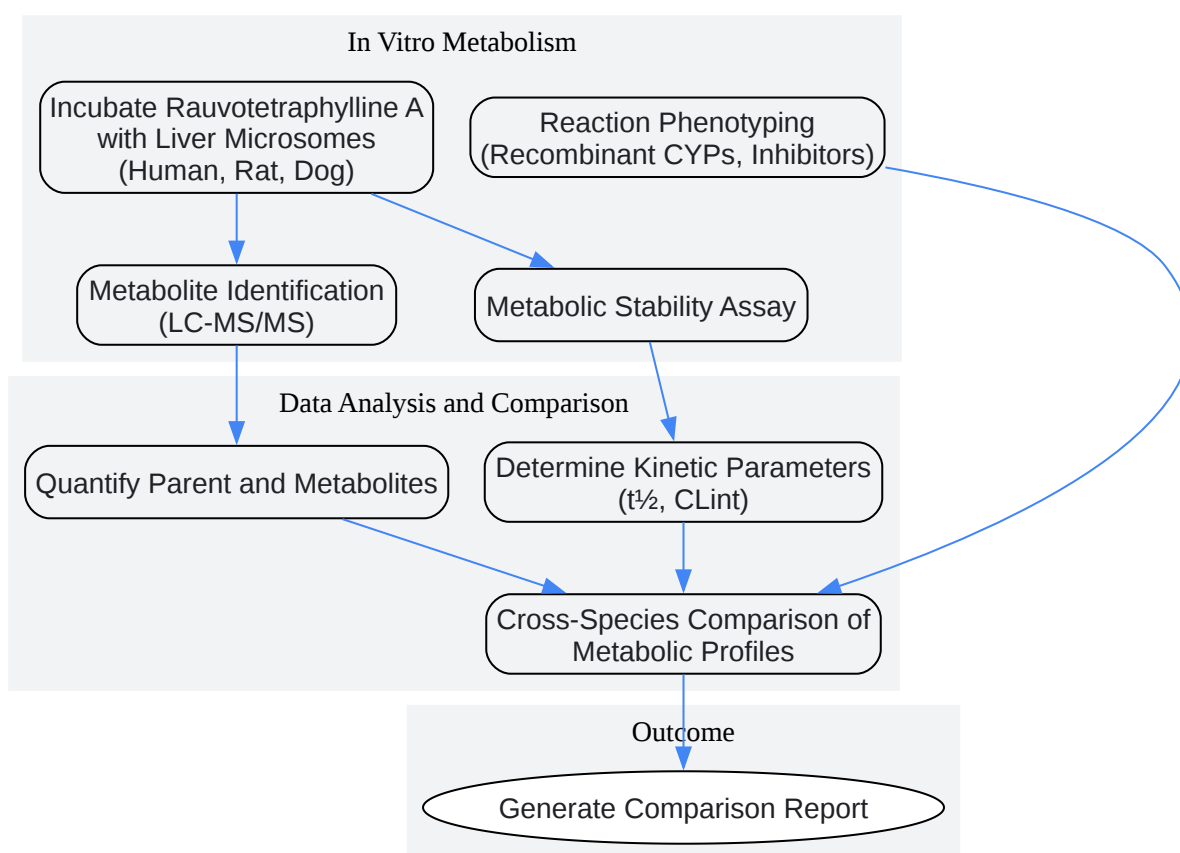 In Vitro Metabolism
Incubate Rauvotetraphylline A
with Liver Microsomes
(Human, Rat, Dog)
Reaction Phenotyping
(Recombinant CYPs, Inhibitors)
Metabolite Identification
(LC-MS/MS)
Metabolic Stability Assay
Data Analysis and Comparison
Quantify Parent and Metabolites
Determine Kinetic Parameters
(t½, CLint)
Cross-Species Comparison of
Metabolic Profiles
Outcome
Generate Comparison Report